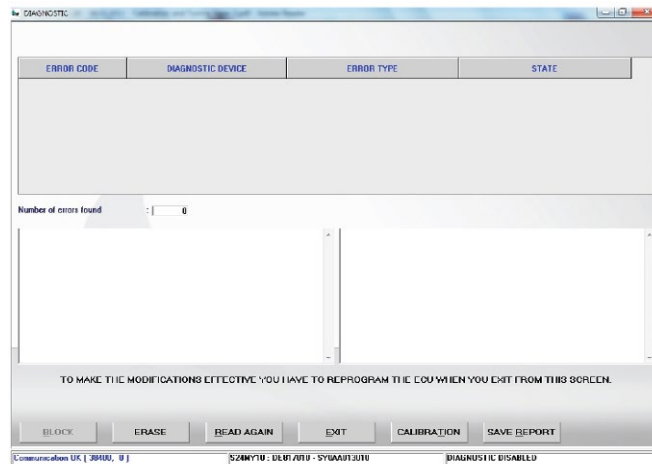 DIAGNOSTIC
ERROR CODE DIAGNOSTIC DEVICE ERROR TYPE STATE
Number of errors found : 0
TO MAKE THE MODIFICATIONS EFFECTIVE YOU HAVE TO REPROGRAM THE ECU WHEN YOU EXIT FROM THIS SCREEN.
BLOCK ERASE READ AGAIN EXIT CALIBRATION SAVE REPORT
Communication OK [ 38400, 0 ] DIAGNOSTIC DISABLED